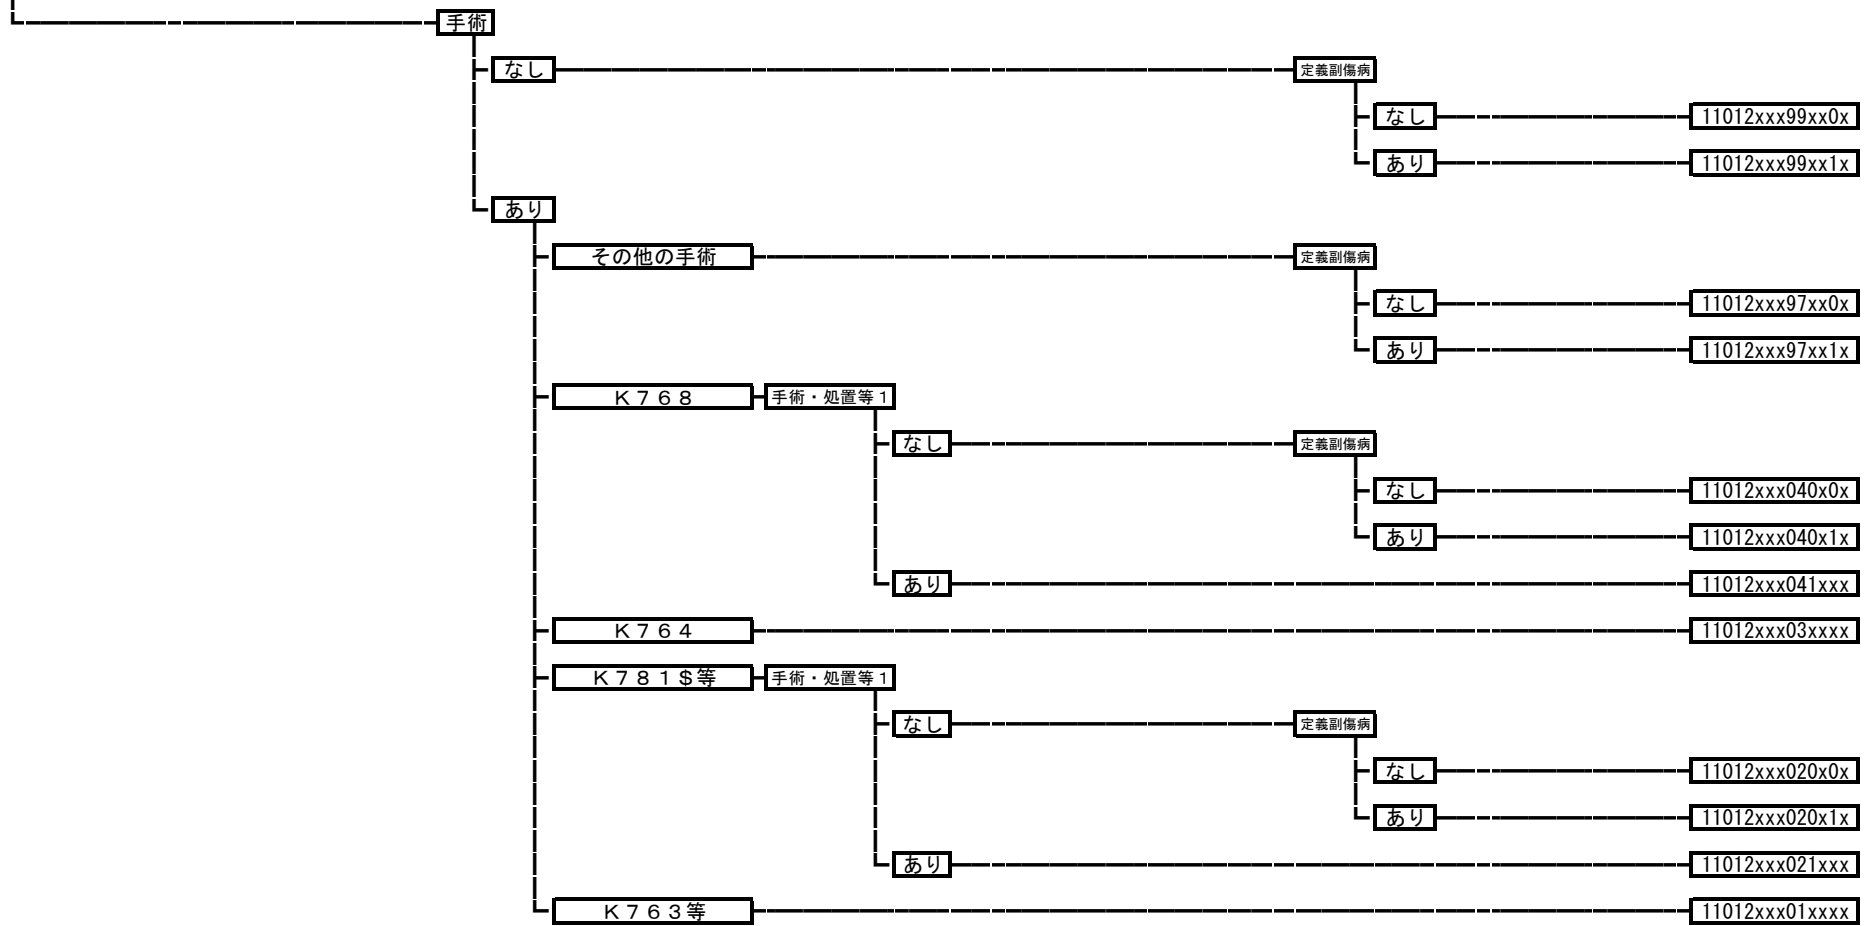 手術
なし 定義副傷病
なし 11012xxx99xx0x
あり 11012xxx99xx1x
あり
その他の手術 定義副傷病
なし 11012xxx97xx0x
あり 11012xxx97xx1x
Ｋ７６８ 手術・処置等１
なし 定義副傷病
なし 11012xxx040x0x
あり 11012xxx040x1x
あり 11012xxx041xxx
Ｋ７６４ 11012xxx03xxxx
Ｋ７８１＄等 手術・処置等１
なし 定義副傷病
なし 11012xxx020x0x
あり 11012xxx020x1x
あり 11012xxx021xxx
Ｋ７６３等 11012xxx01xxxx